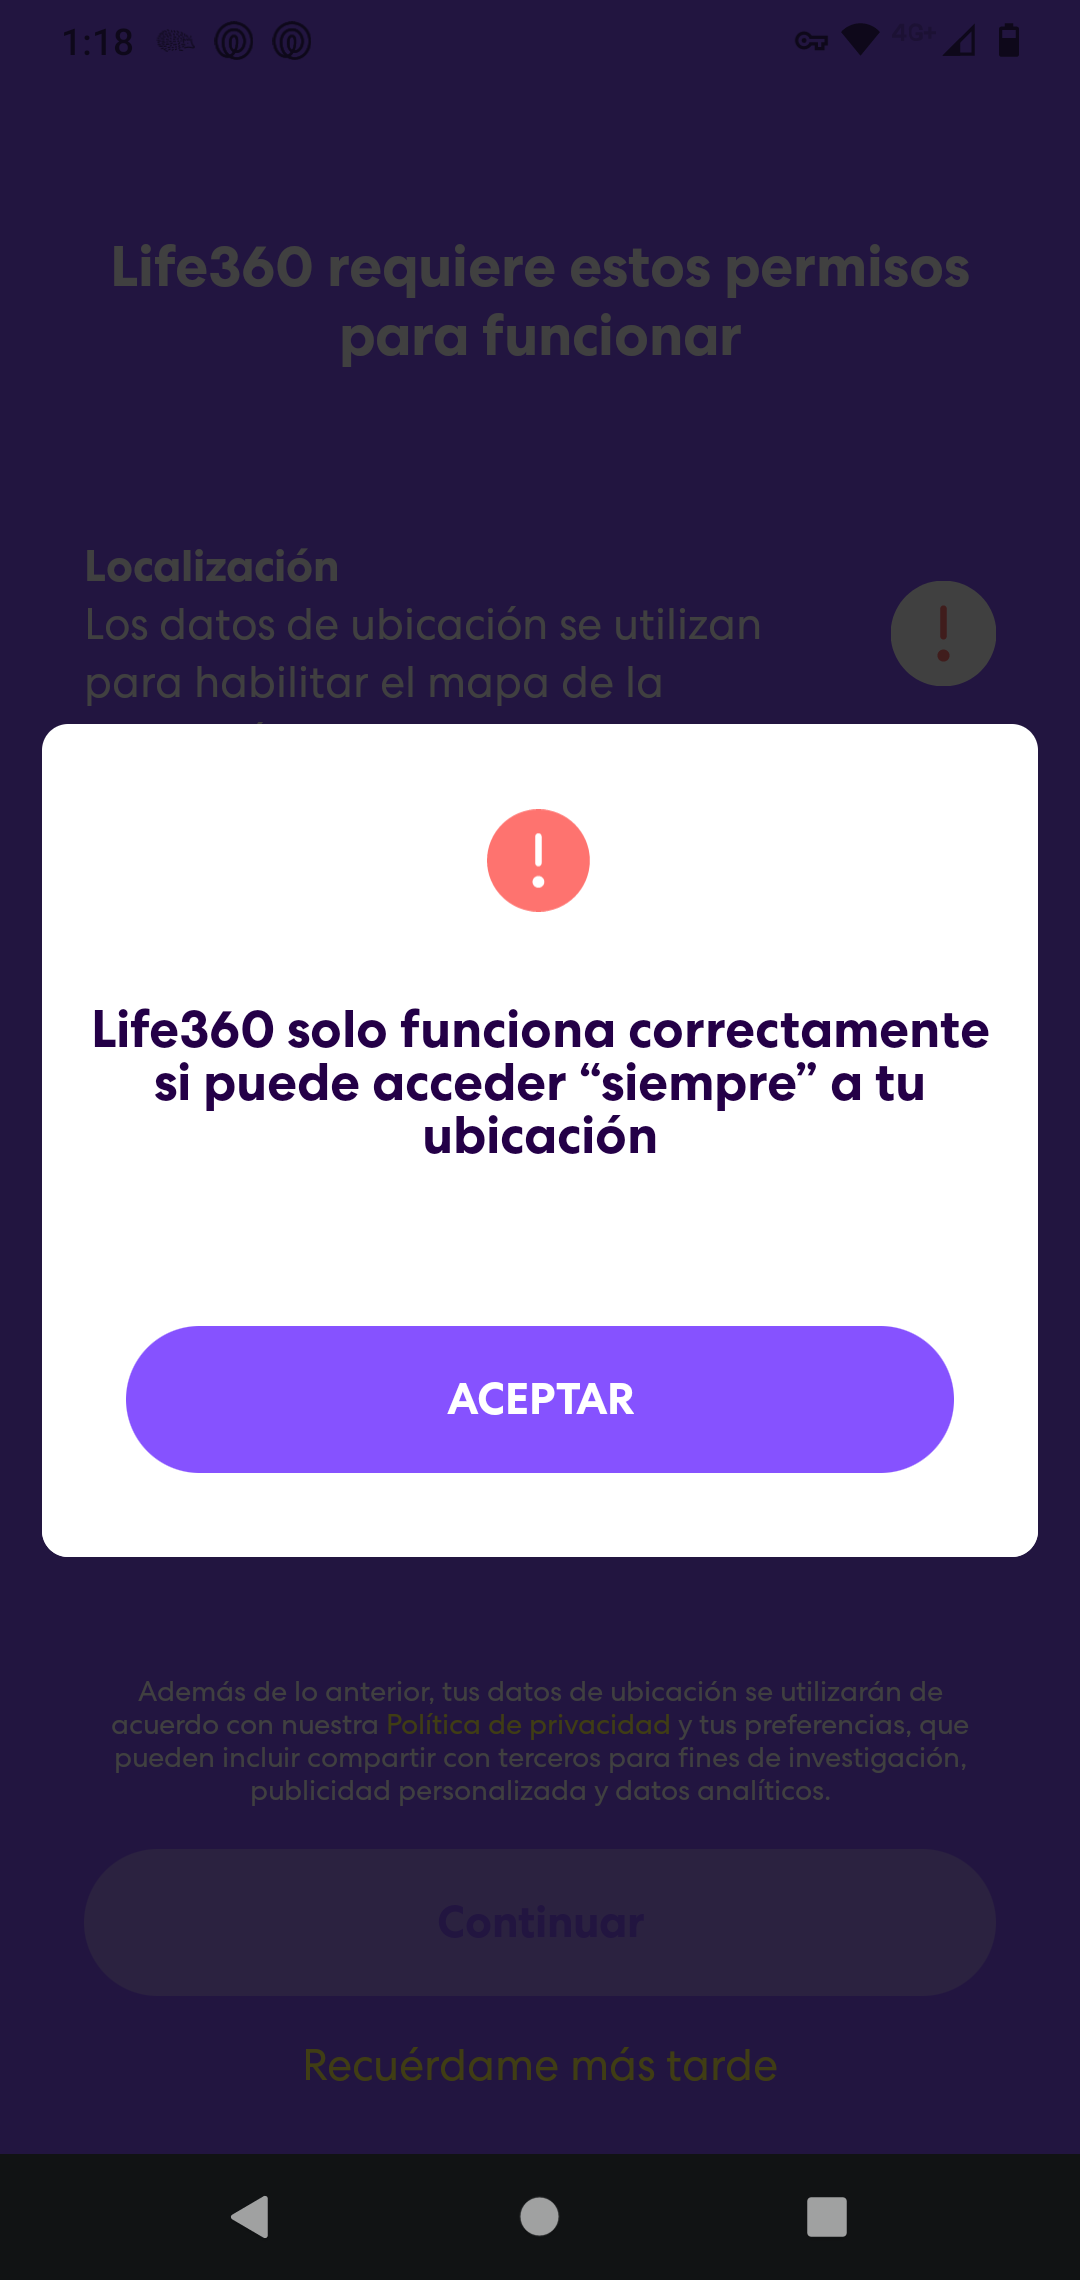 1:18
4G+
Life360 requiere estos permisos
para funcionar
Localización
Los datos de ubicación se utilizan
para habilitar el mapa de la
Life360 solo funciona correctamente
si puede acceder “siempre” a tu
ubicación
ACEPTAR
Además de lo anterior, tus datos de ubicación se utilizarán de
acuerdo con nuestra Política de privacidad y tus preferencias, que
pueden incluir compartir con terceros para fines de investigación,
publicidad personalizada y datos analíticos.
Continuar
Recuérdame más tarde